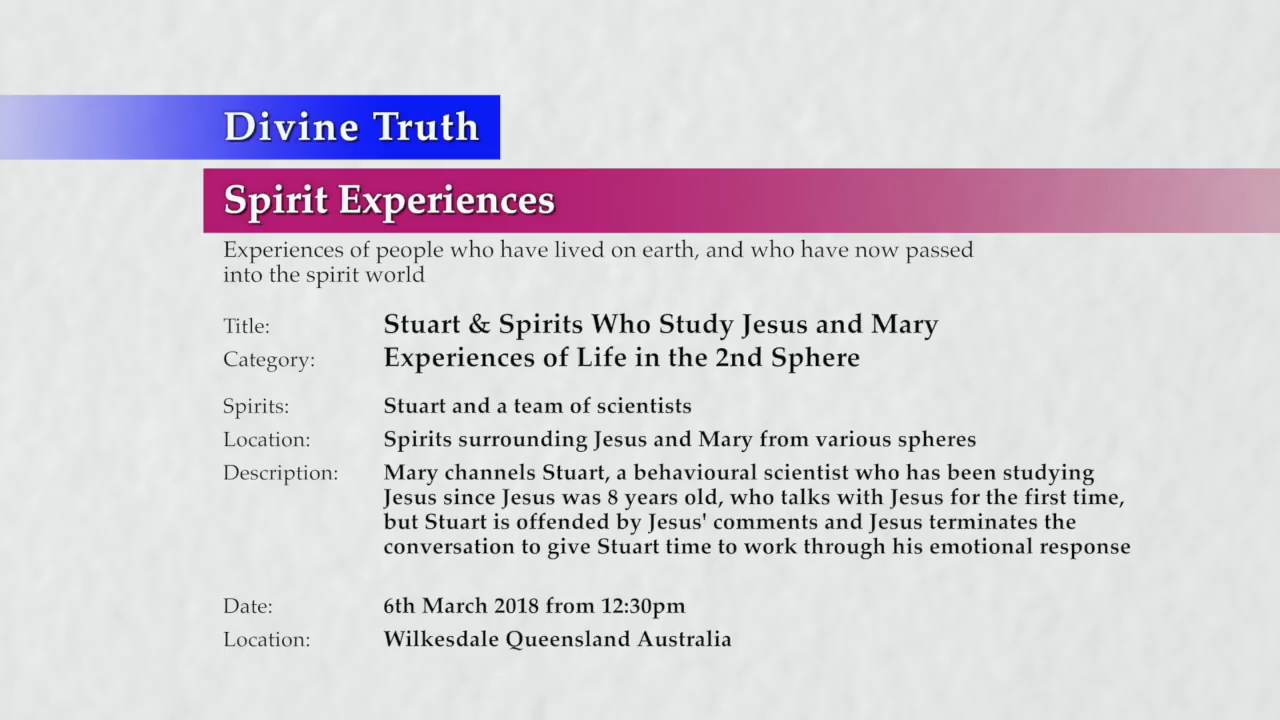 Divine Truth
Spirit Experiences
Experiences of people who have lived on earth, and who have now passed
into the spirit world
Title: Stuart & Spirits Who Study Jesus and Mary
Category: Experiences of Life in the 2nd Sphere
Spirits: Stuart and a team of scientists
Location: Spirits surrounding Jesus and Mary from various spheres
Description: Mary channels Stuart, a behavioural scientist who has been studying
Jesus since Jesus was 8 years old, who talks with Jesus for the first time,
but Stuart is offended by Jesus' comments and Jesus terminates the
conversation to give Stuart time to work through his emotional response
Date: 6th March 2018 from 12:30pm
Location: Wilkesdale Queensland Australia